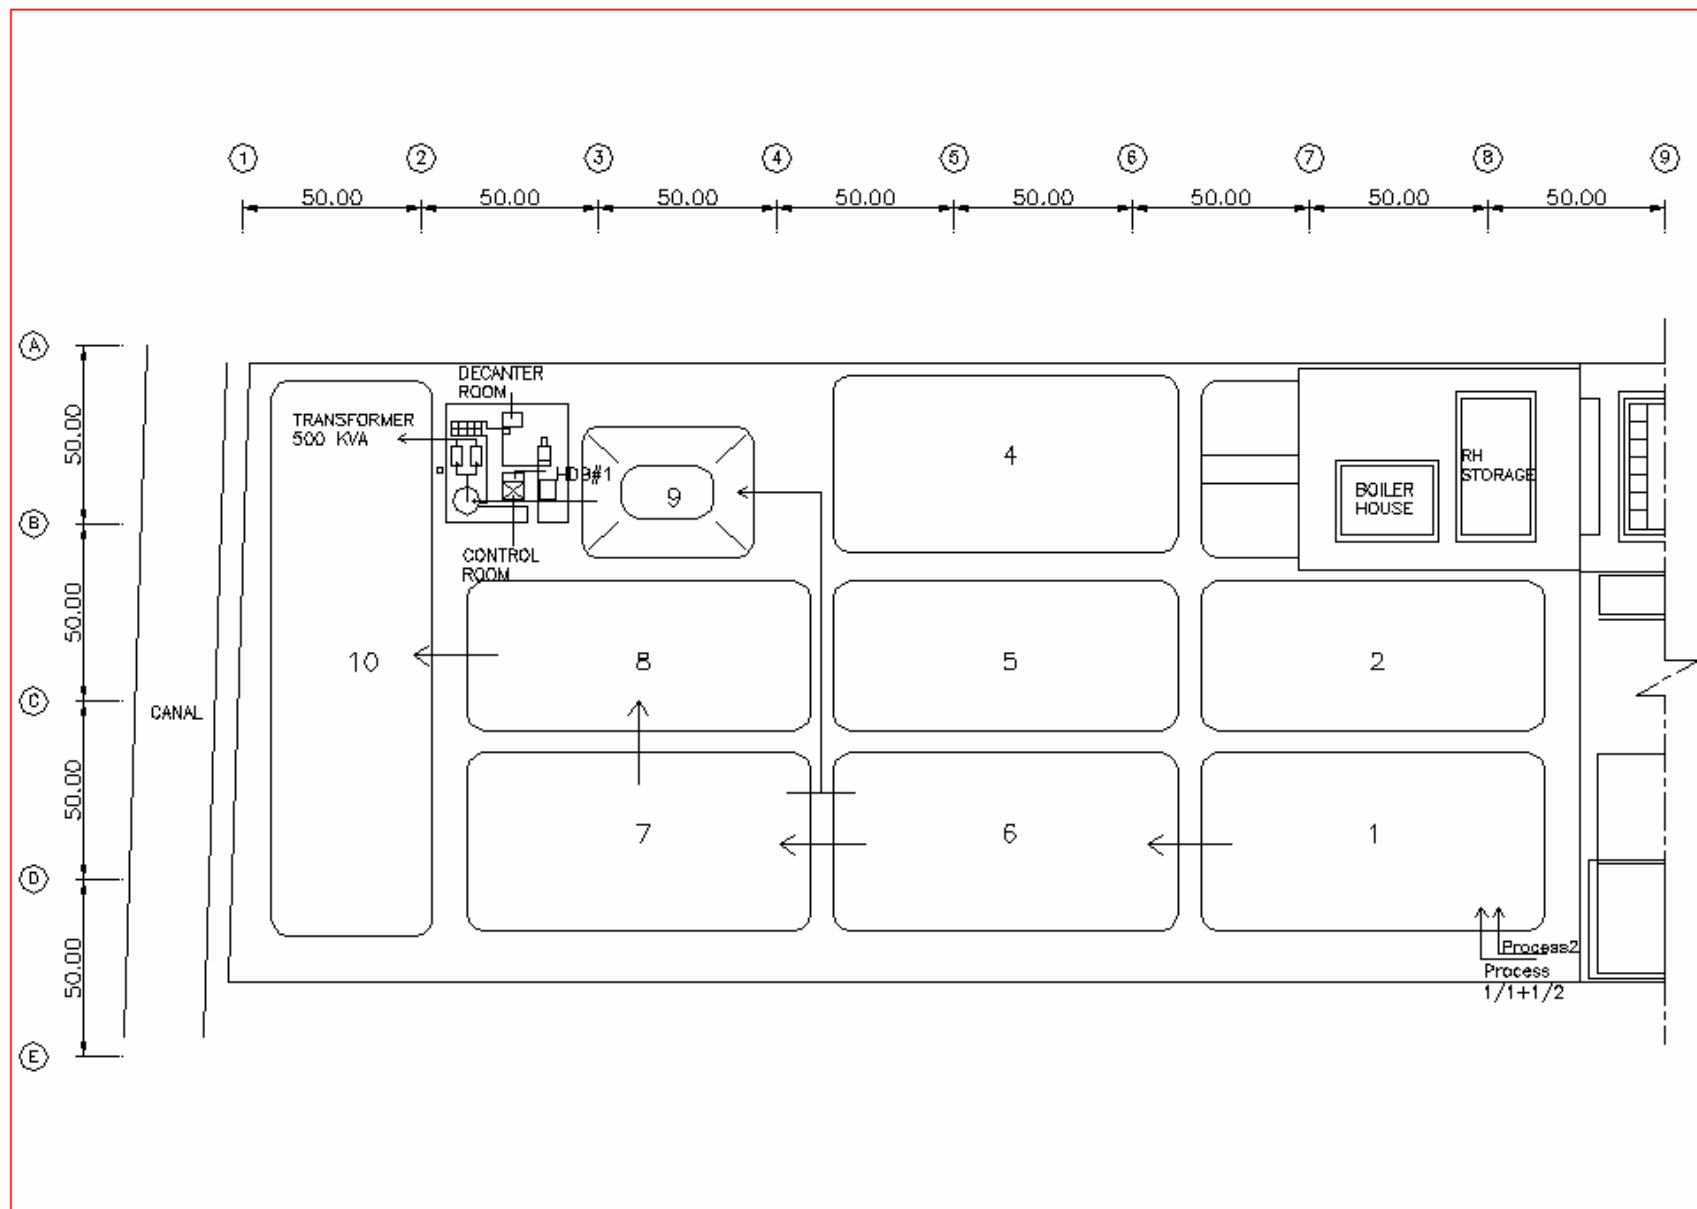 1 2 3 4 5 6 7 8 9
50.00 50.00 50.00 50.00 50.00 50.00 50.00 50.00
A
50.00
B
50.00
C
50.00
D
50.00
E
CANAL
TRANSFORMER
500 KVA
DECANTER
ROOM
HDB#1
CONTROL
ROOM
9
4
BOILER
HOUSE
RH
STORAGE
10
8
5
2
7
6
1
Process2
Process
1/1+1/2